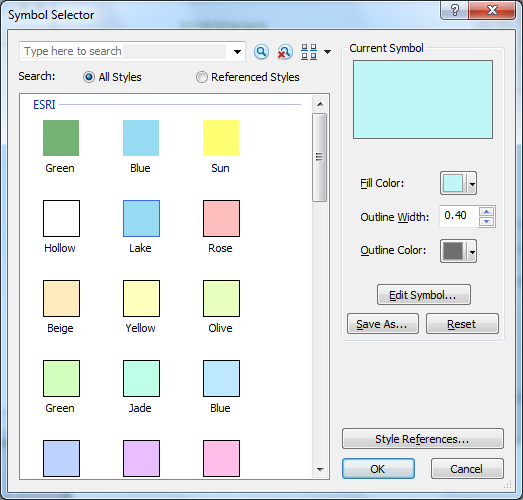 Symbol Selector
?
Type here to search
Search:
All Styles
Referenced Styles
ESRI
Green Blue Sun
Hollow Lake Rose
Beige Yellow Olive
Green Jade Blue
Current Symbol
Fill Color:
Outline Width: 0.40
Outline Color:
Edit Symbol...
Save As... Reset
Style References...
OK Cancel